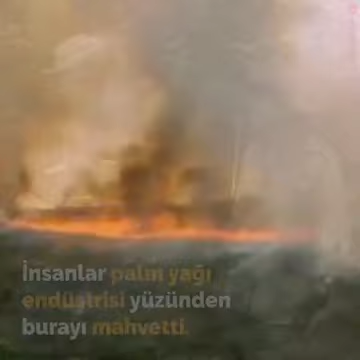 İnsanlar palm yağı
endüstrisi yüzünden
burayı mahvetti.